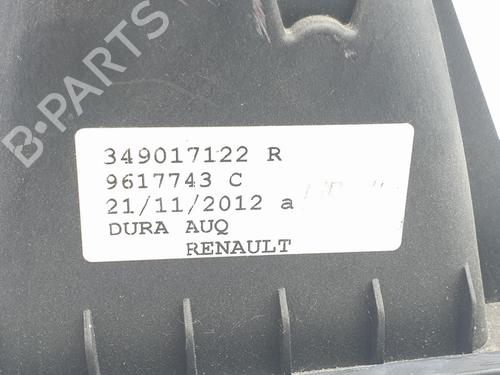 B-PARTS
349017122 R
9617743 C
21/11/2012 a
DURA AUQ
RENAULT